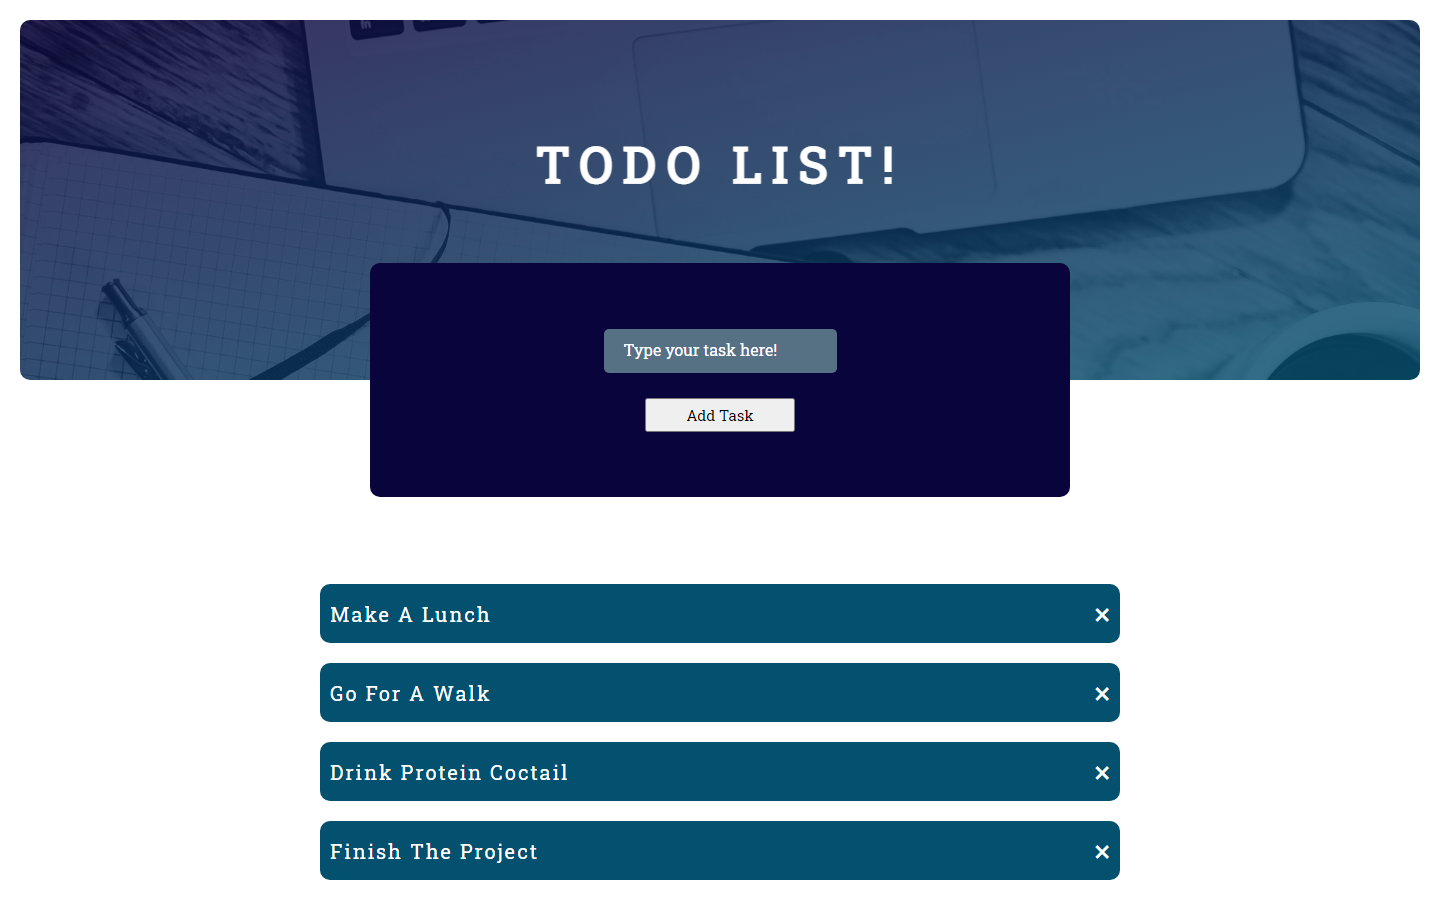 TODO LIST!
Type your task here!
Add Task
Make A Lunch ×
Go For A Walk ×
Drink Protein Coctail ×
Finish The Project ×